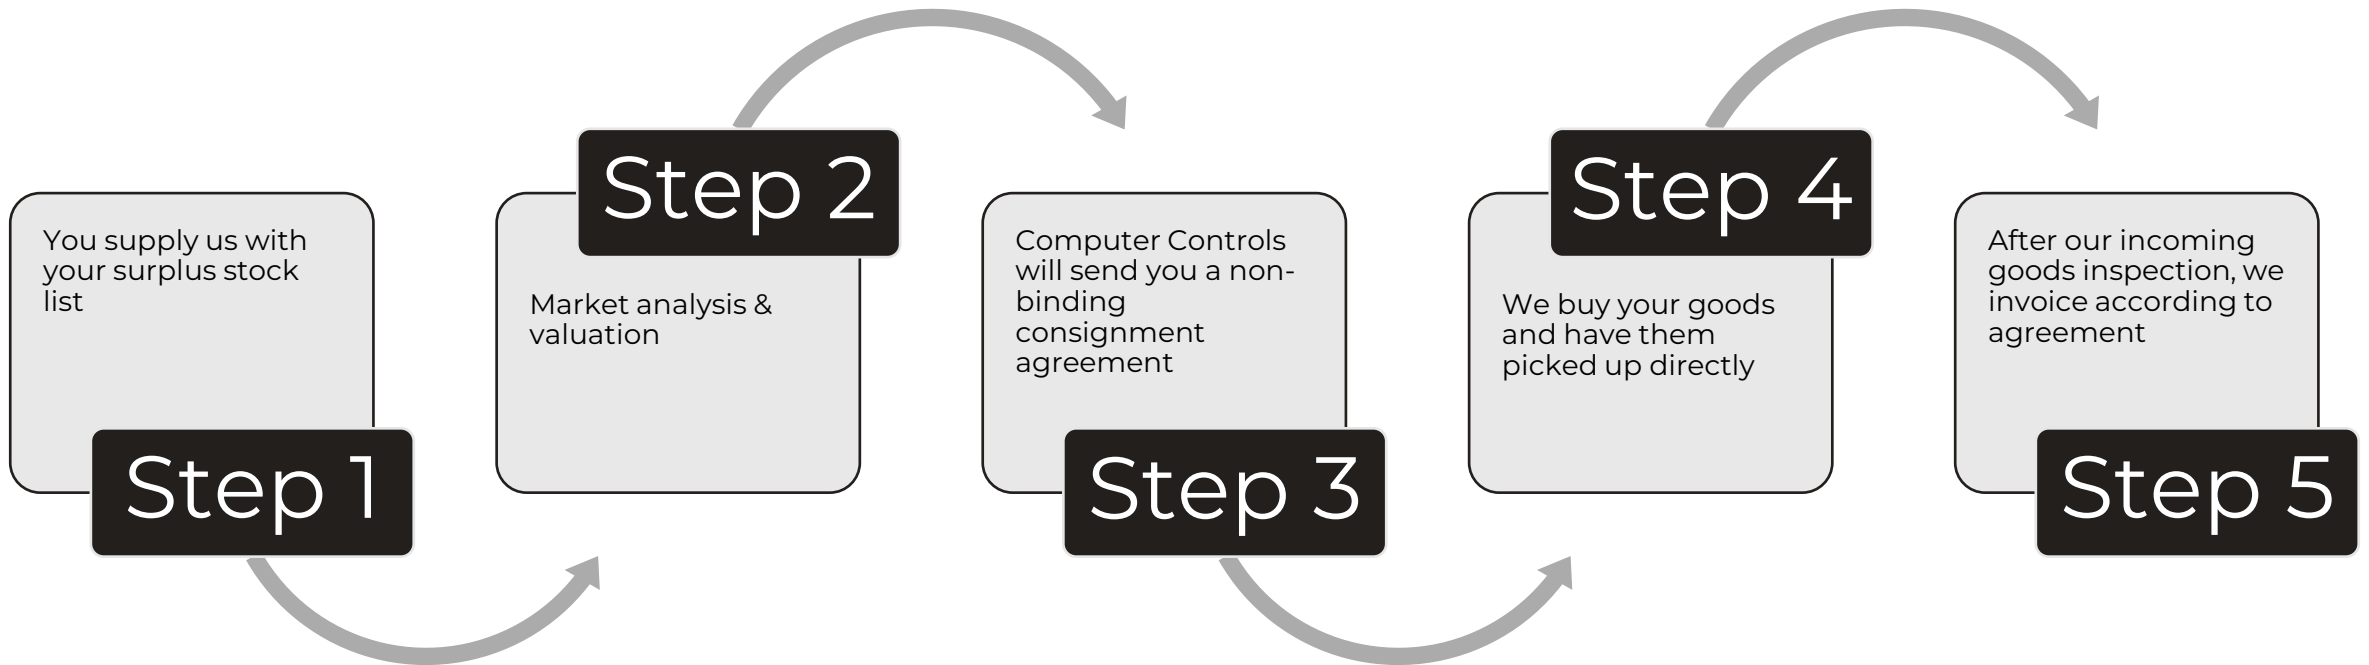 You supply us with
your surplus stock
list
Step 1
Step 2
Market analysis &
valuation
Computer Controls
will send you a non-
binding
consignment
agreement
Step 3
Step 4
We buy your goods
and have them
picked up directly
After our incoming
goods inspection, we
invoice according to
agreement
Step 5